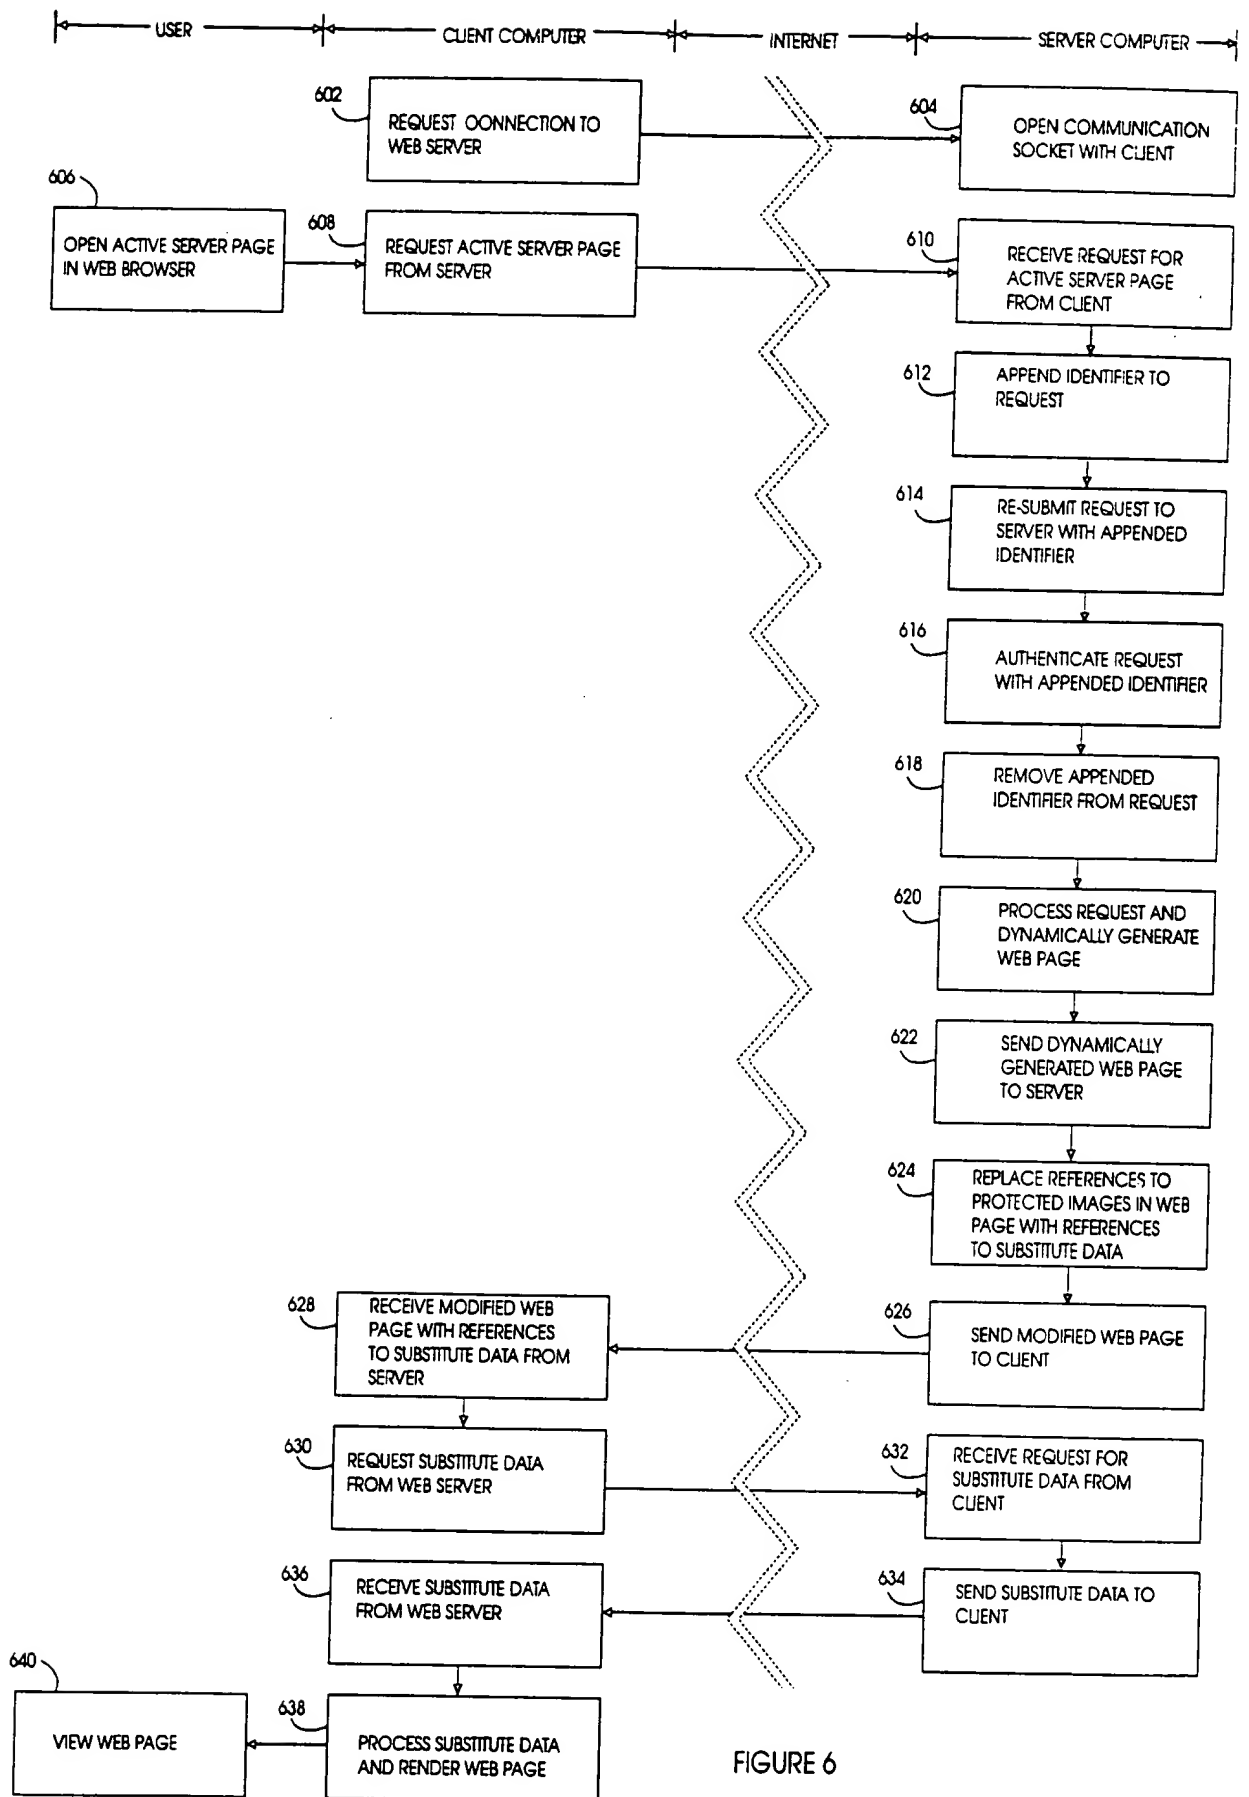 USER
CLIENT COMPUTER
INTERNET
SERVER COMPUTER
602
REQUEST OONNECTION TO
WEB SERVER
604
OPEN COMMUNICATION
SOCKET WITH CLIENT
606
OPEN ACTIVE SERVER PAGE
IN WEB BROWSER
608
REQUEST ACTIVE SERVER PAGE
FROM SERVER
610
RECEIVE REQUEST FOR
ACTIVE SERVER PAGE
FROM CLIENT
612
APPEND IDENTIFIER TO
REQUEST
614
RE-SUBMIT REQUEST TO
SERVER WITH APPENDED
IDENTIFIER
616
AUTHENTICATE REQUEST
WITH APPENDED IDENTIFIER
618
REMOVE APPENDED
IDENTIFIER FROM REQUEST
620
PROCESS REQUEST AND
DYNAMICALLY GENERATE
WEB PAGE
622
SEND DYNAMICALLY
GENERATED WEB PAGE
TO SERVER
624
REPLACE REFERENCES TO
PROTECTED IMAGES IN WEB
PAGE WITH REFERENCES
TO SUBSTITUTE DATA
626
SEND MODIFIED WEB PAGE
TO CLIENT
628
RECEIVE MODIFIED WEB
PAGE WITH REFERENCES
TO SUBSTITUTE DATA FROM
SERVER
630
REQUEST SUBSTITUTE DATA
FROM WEB SERVER
632
RECEIVE REQUEST FOR
SUBSTITUTE DATA FROM
CLIENT
634
SEND SUBSTITUTE DATA TO
CLIENT
636
RECEIVE SUBSTITUTE DATA
FROM WEB SERVER
638
PROCESS SUBSTITUTE DATA
AND RENDER WEB PAGE
640
VIEW WEB PAGE
FIGURE 6